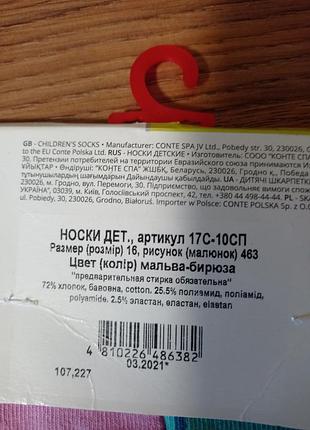 GB - CHILDREN'S SOCKS • Manufacturer: CONTE SPA JV Ltd., Pobedy str. 30, 230026,
to the EU Conte Polska Ltd. RUS - НОСКИ ДЕТСКИЕ • Изготовитель: СООО "КОНТЕ СПА"
30. Претензии потребителей на территории Евразийского союза принимаются
ҰЙЫҚТАР • Өндіруші: "КОНТЕ СПА" ЖШБК, Беларусь, 230026, Гродно қ., Победа
тұтынушылардың шағымдарын Дайындаушы қабылдайды. UA - ДИТЯЧІ ШКАРПЕТК
230026, м. Гродно, вул. Перемоги, 30. Організація, що задовольняє вимоги спож
УКРАЇНА, 03039, м. Київ, Голосіївський район, вул. 380 44 498-44-44. PL - SK
ul. Pobiedy 30, 230026, Grodno, Białoruś. Importer w Polsce: CONTE POLSKA Sp. z o.
НОСКИ ДЕТ., артикул 17С-10СП
Размер (розмір) 16, рисунок (малюнок) 463
Цвет (колір) мальва-бирюза
"предварительная стирка обязательна"
72% хлопок, бавовна, cotton. 25.5% полиэмид, поліамід,
polyamide. 2.5% эластан, еластан, elastan
4 810226 486382
03.2021*
107,227